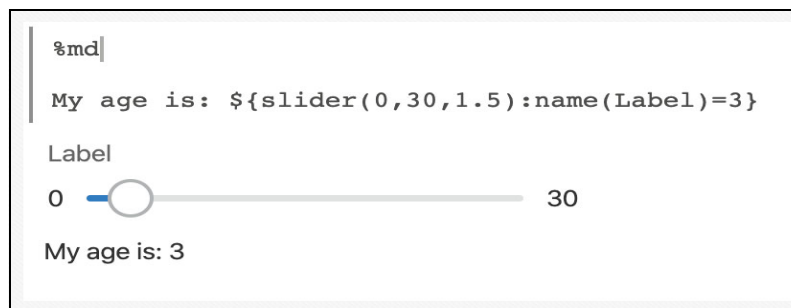 %md
My age is: ${slider(0,30,1.5):name(Label)=3}
Label
0 30
My age is: 3